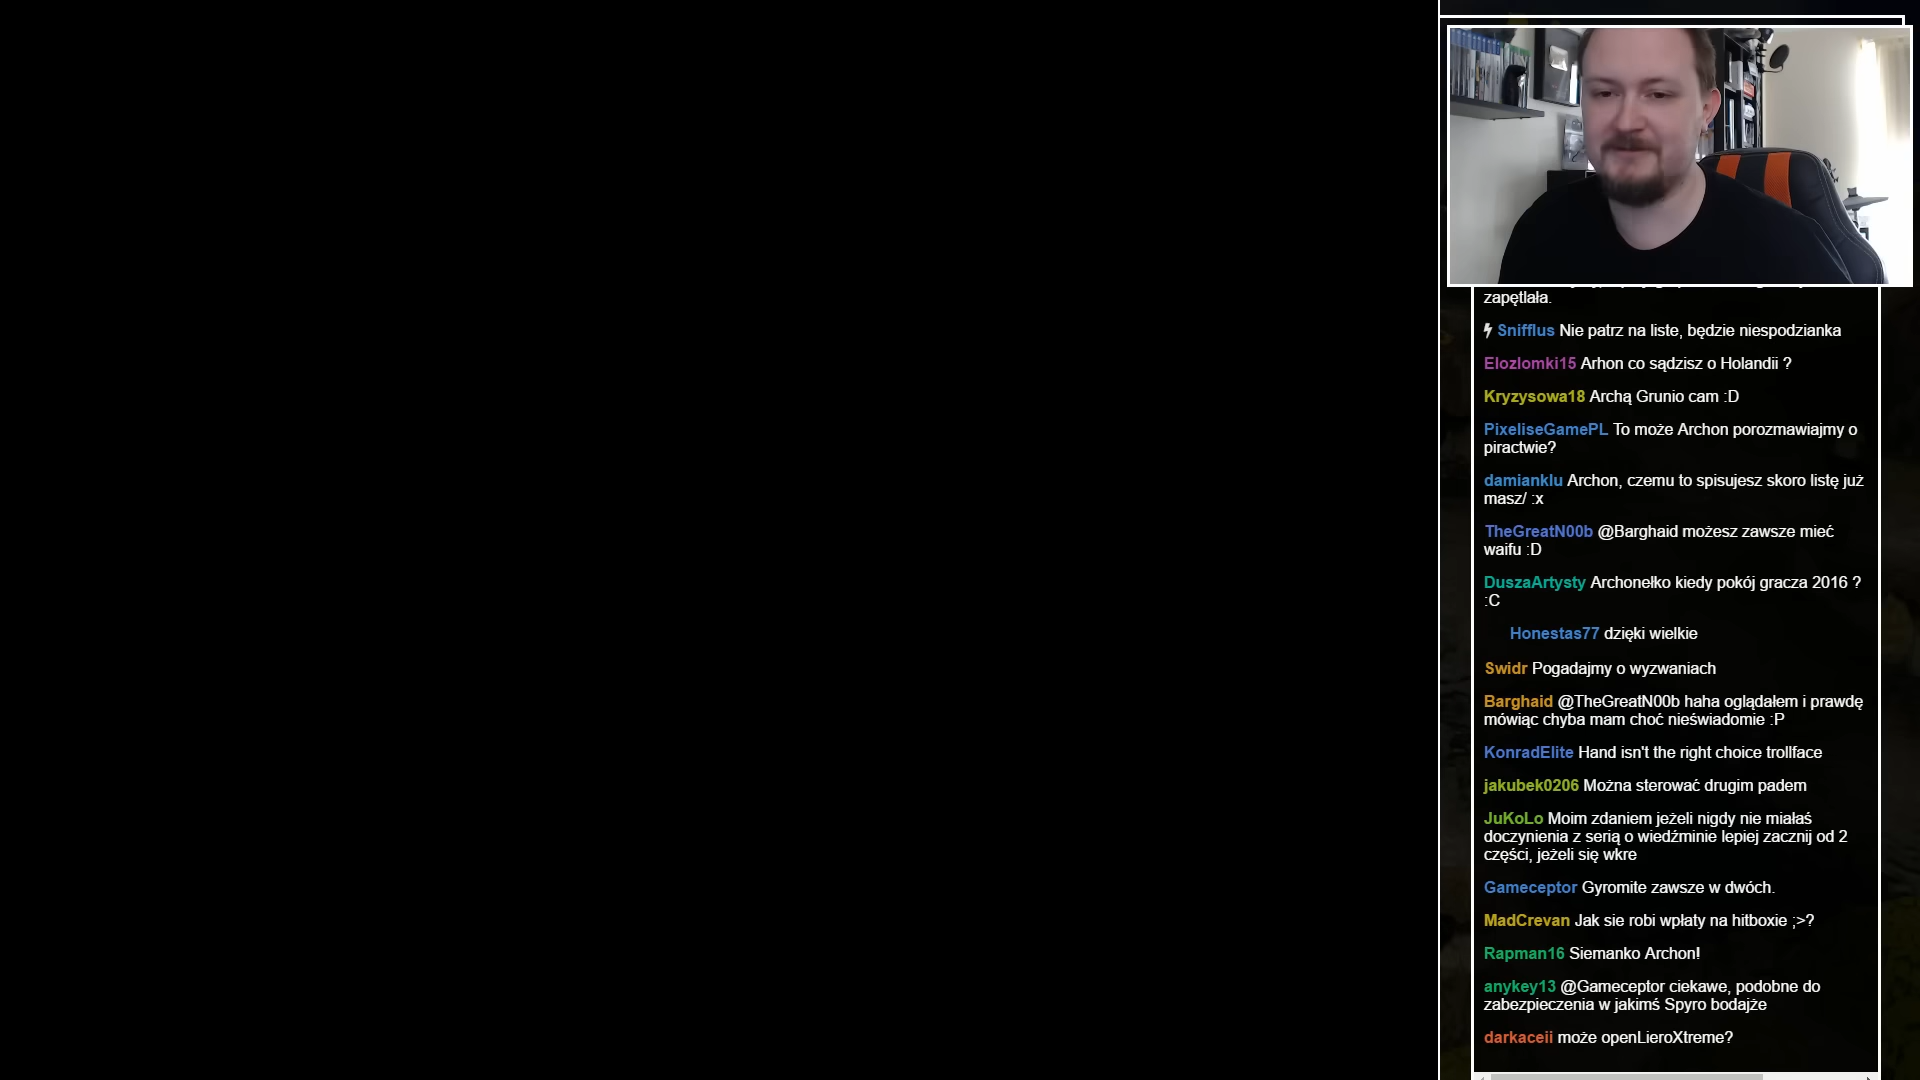 zapętlała.
Snifflus Nie patrz na liste, będzie niespodzianka
Elozlomki15 Arhon co sądzisz o Holandii ?
Kryzysowa18 Archą Grunio cam :D
PixeliseGamePL To może Archon porozmawiajmy o
piractwie?
damianklu Archon, czemu to spisujesz skoro listę już
masz/ :x
TheGreatN00b @Barghaid możesz zawsze mieć
waifu :D
DuszaArtysty Archonełko kiedy pokój gracza 2016 ?
:C
Honestas77 dzięki wielkie
Swidr Pogadajmy o wyzwaniach
Barghaid @TheGreatN00b haha oglądałem i prawdę
mówiąc chyba mam choć nieświadomie :P
KonradElite Hand isn't the right choice trollface
jakubek0206 Można sterować drugim padem
JuKoLo Moim zdaniem jeżeli nigdy nie miałaś
doczynienia z serią o wiedźminie lepiej zacznij od 2
części, jeżeli się wkre
Gameceptor Gyromite zawsze w dwóch.
MadCrevan Jak sie robi wpłaty na hitboxie ;>?
Rapman16 Siemanko Archon!
anykey13 @Gameceptor ciekawe, podobne do
zabezpieczenia w jakimś Spyro bodajże
darkaceii może openLieroXtreme?